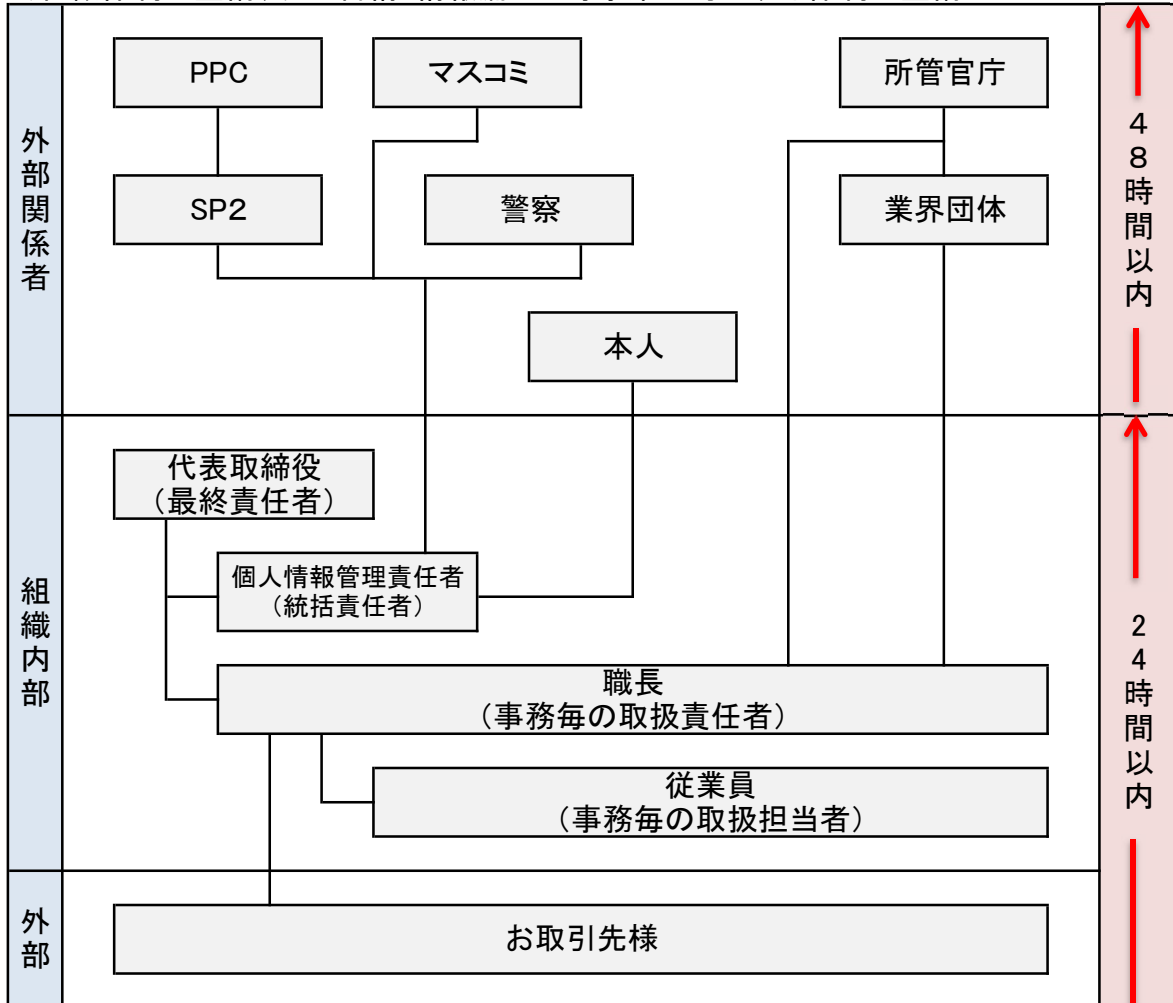 外部関係者
PPC
マスコミ
所管官庁
SP2
警察
業界団体
本人
48時間以内
組織内部
代表取締役
(最終責任者)
個人情報管理責任者
(統括責任者)
職長
(事務毎の取扱責任者)
従業員
(事務毎の取扱担当者)
24時間以内
外部
お取引先様